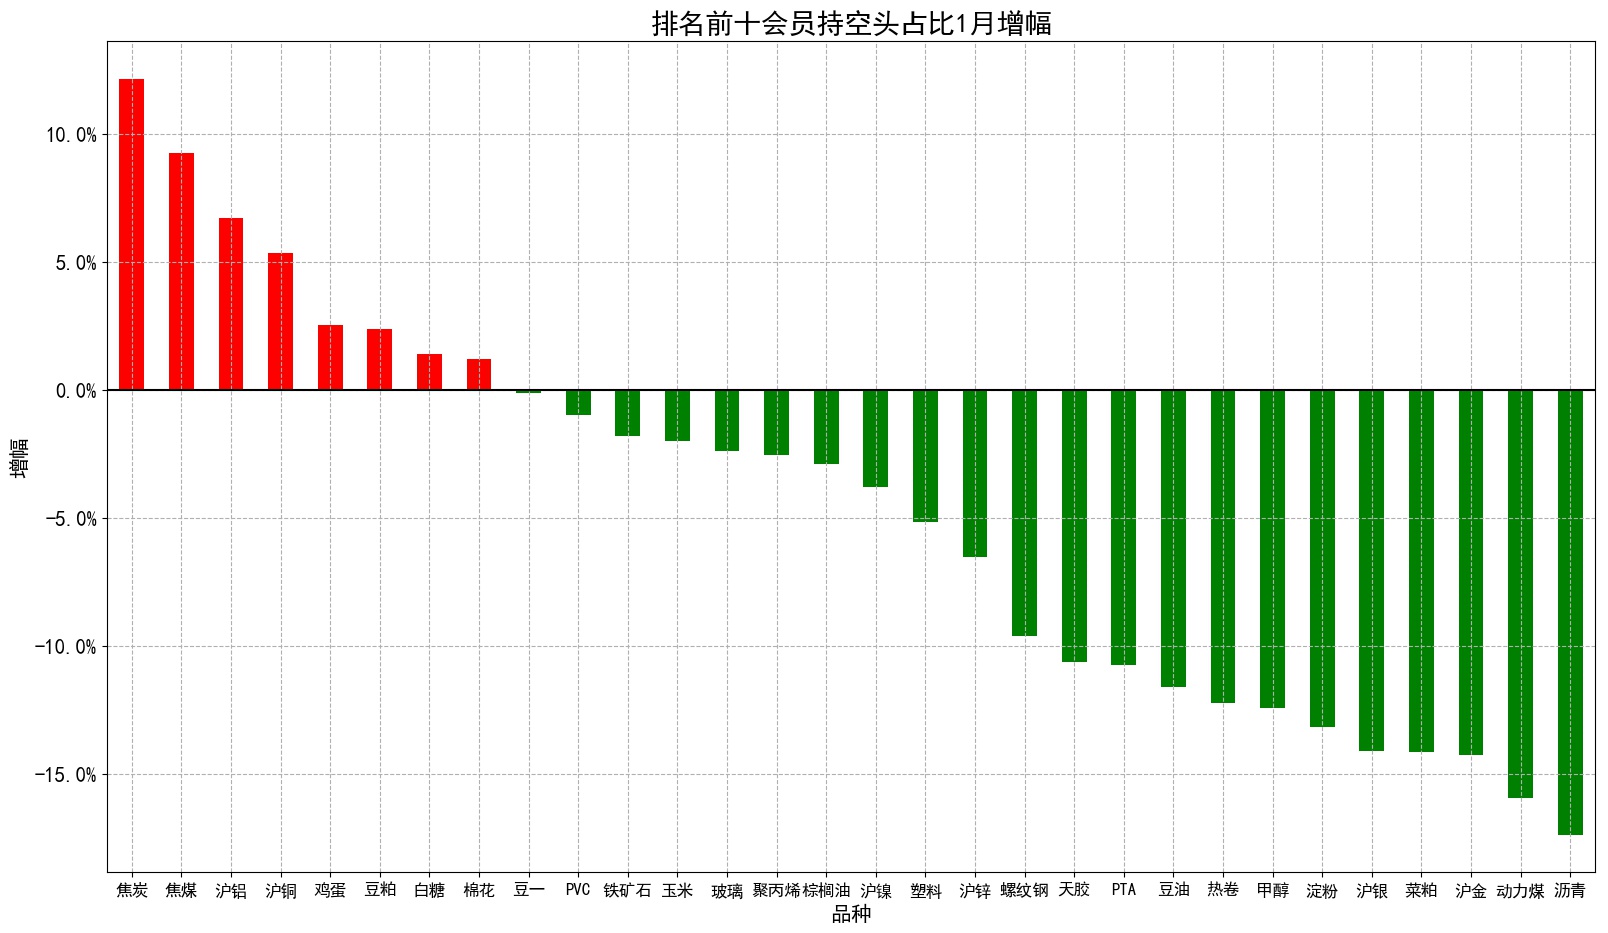 排名前十会员持空头占比1月增幅
10.0%
5.0%
0.0%
-5.0%
-10.0%
-15.0%
增幅
焦炭 焦煤 沪铝 沪铜 鸡蛋 豆粕 白糖 棉花 豆一 PVC 铁矿石 玉米 玻璃 聚丙烯 棕榈油 沪镍 塑料 沪锌 螺纹钢 天胶 PTA 豆油 热卷 甲醇 淀粉 沪银 菜粕 沪金 动力煤 沥青
品种